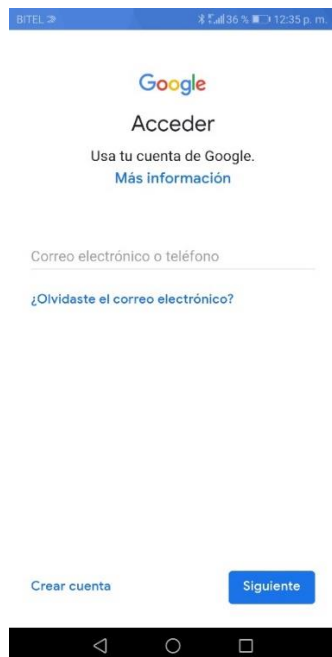 BITEL 36 % 12:35 p. m.
Google
Acceder
Usa tu cuenta de Google.
Más información
Correo electrónico o teléfono
¿Olvidaste el correo electrónico?
Crear cuenta Siguiente